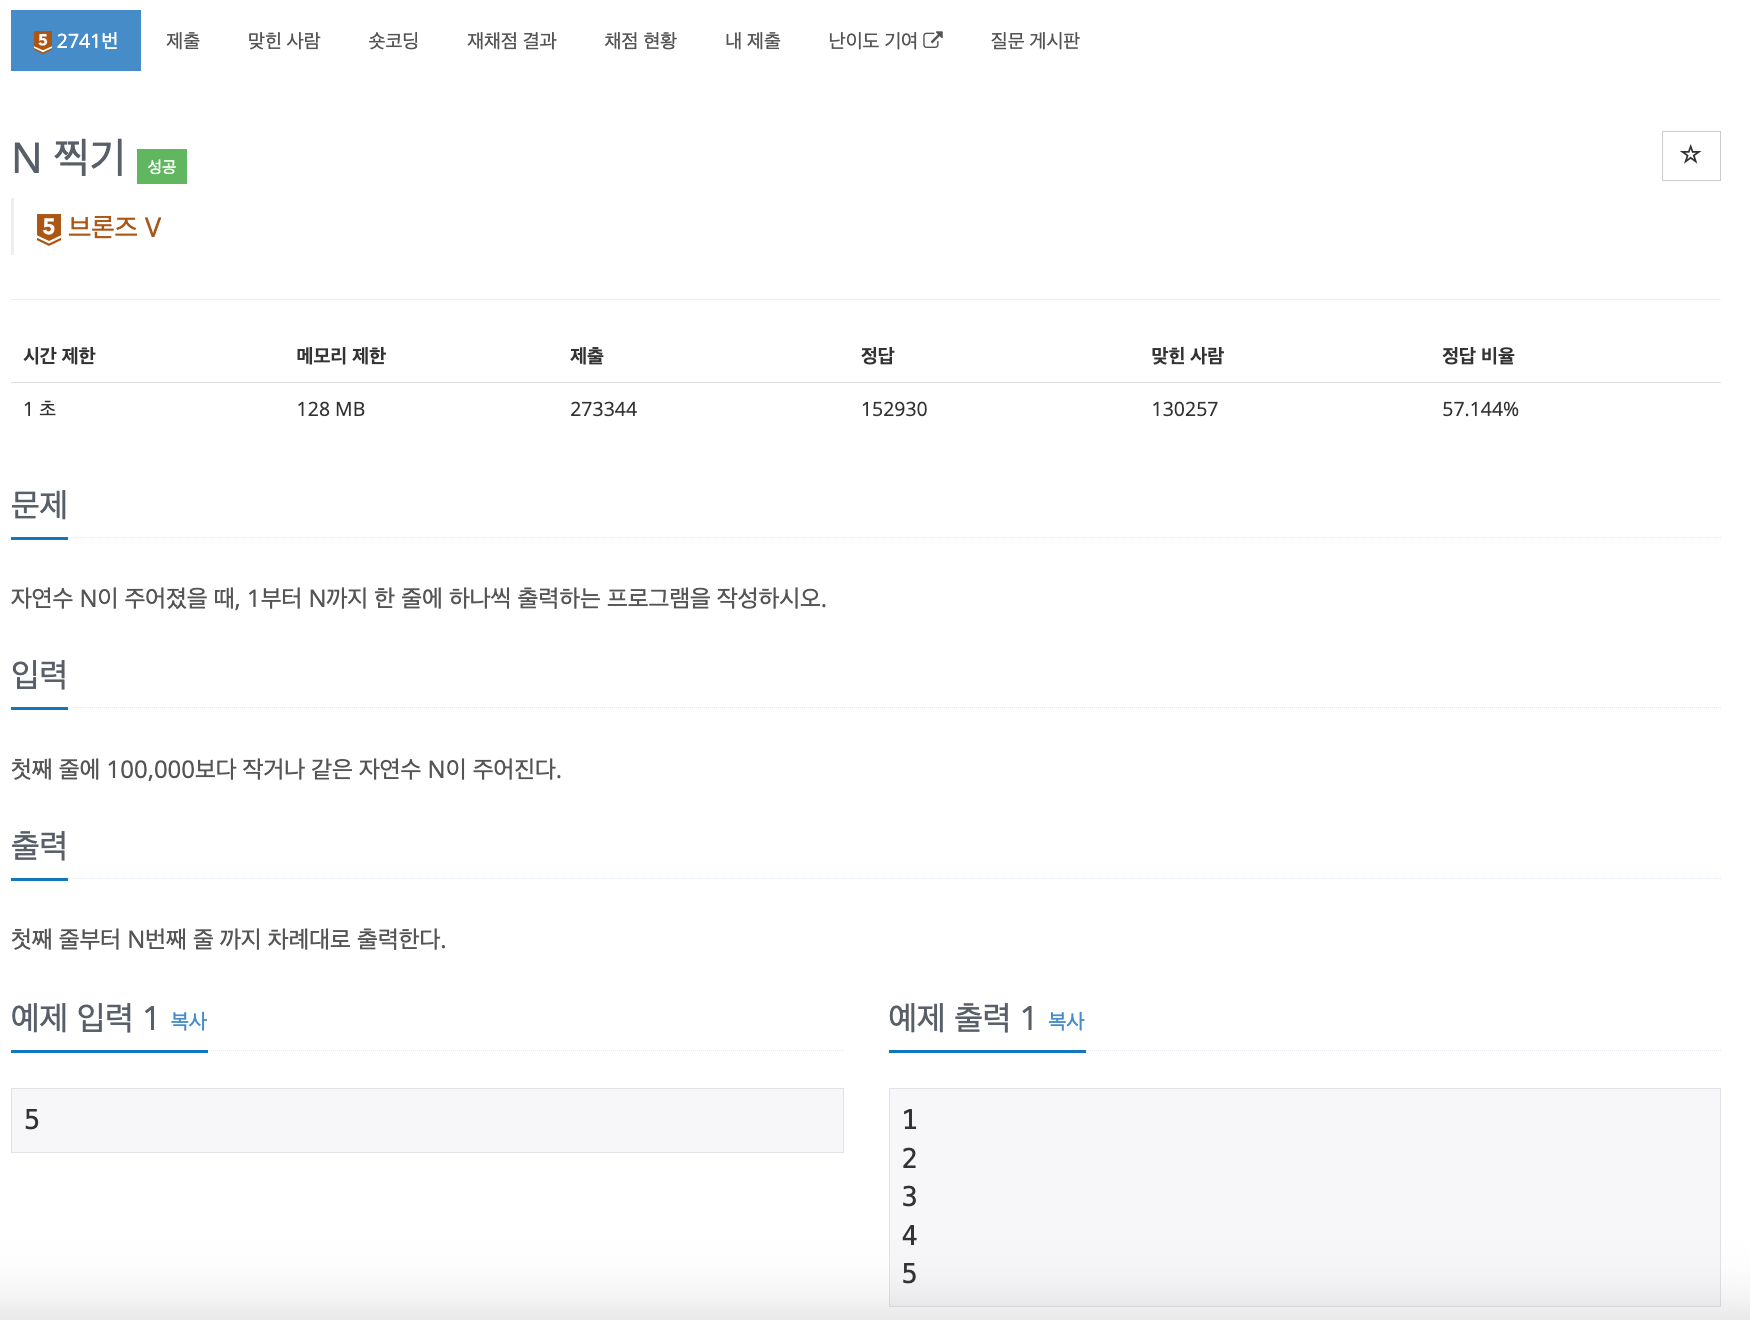 5 2741번 제출 맞힌 사람 숏코딩 재채점 결과 채점 현황 내 제출 난이도 기여 질문 게시판
N 찍기 성공
5 브론즈 V
시간 제한 메모리 제한 제출 정답 맞힌 사람 정답 비율
1 초 128 MB 273344 152930 130257 57.144%
문제
자연수 N이 주어졌을 때, 1부터 N까지 한 줄에 하나씩 출력하는 프로그램을 작성하시오.
입력
첫째 줄에 100,000보다 작거나 같은 자연수 N이 주어진다.
출력
첫째 줄부터 N번째 줄 까지 차례대로 출력한다.
예제 입력 1 복사
5
예제 출력 1 복사
1
2
3
4
5